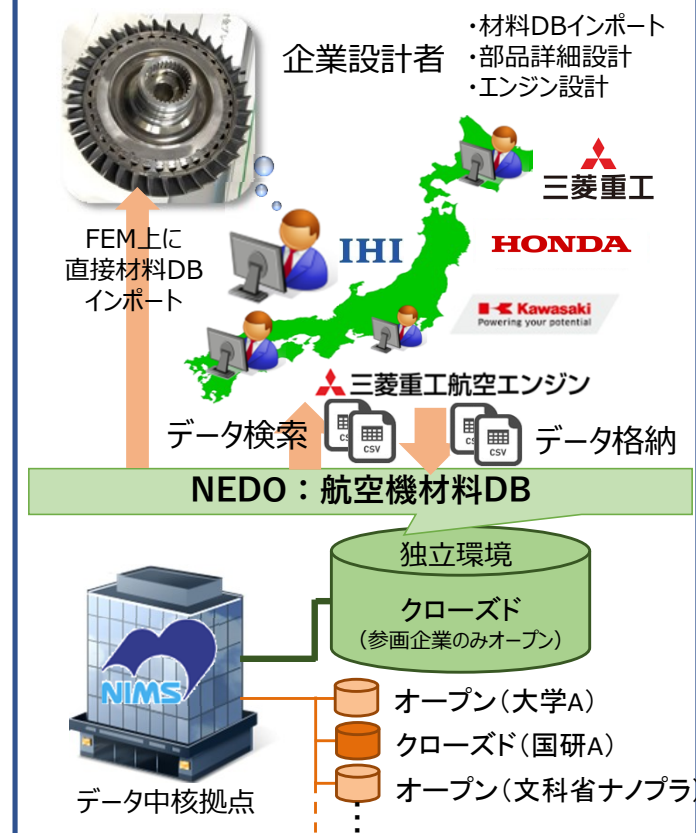 企業設計者
・材料DBインポート
・部品詳細設計
・エンジン設計
三菱重工
FEM上に
直接材料DB
インポート
IHI
HONDA
Kawasaki
Powering your potential
三菱重工航空エンジン
データ検索
CSV
CSV
CSV
CSV
データ格納
NEDO：航空機材料DB
独立環境
クローズド
（参画企業のみオープン）
NIMS
オープン（大学A）
クローズド（国研A）
オープン（文科省ナノプラ）
データ中核拠点